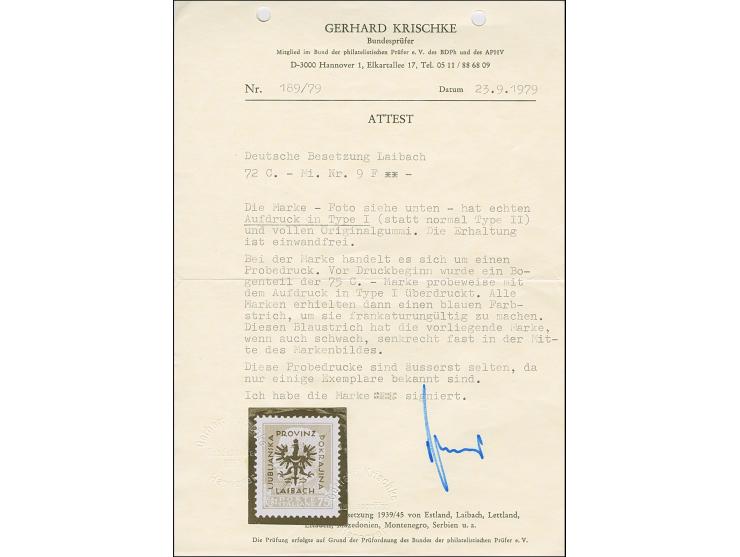 GERHARD KRISCHKE
Bundesprüfer
Mitglied im Bund der philatelistischen Prüfer e. V. des BDPh und des APHV
D-3000 Hannover 1, Elkartallee 17, Tel. 05 11 / 88 68 09
Nr. 189/79 Datum 23.9.1979
ATTEST
Deutsche Besetzung Laibach
72 C. - Mi. Nr. 9 F ** -
Die Marke - Foto siehe unten - hat echten
Aufdruck in Type I (statt normal Type II)
und vollen Originalgummi. Die Erhaltung
ist einwandfrei.
Bei der Marke handelt es sich um einen
Probedruck. Vor Druckbeginn wurde ein Bo-
genteil der 75 C. - Marke probeweise mit
dem Aufdruck in Type I überdruckt. Alle
Marken erhielten dann einen blauen Farb-
strich, um sie frankaturungültig zu machen.
Diesen Blaustrich hat die vorliegende Marke,
wenn auch schwach, senkrecht fast in der Mit-
te des Markenbildes.
Diese Probedrucke sind äusserst selten, da
nur einige Exemplare bekannt sind.
Ich habe die Marke signiert.
PROVINZ
LJUBLJANSKA
POKRAJINA
LAIBACH
POSTE
75
setzung 1939/45 von Estland, Laibach, Lettland,
Mazedonien, Montenegro, Serbien u. a.
Die Prüfung erfolgte auf Grund der Prüfordnung des Bundes der philatelistischen Prüfer e. V.